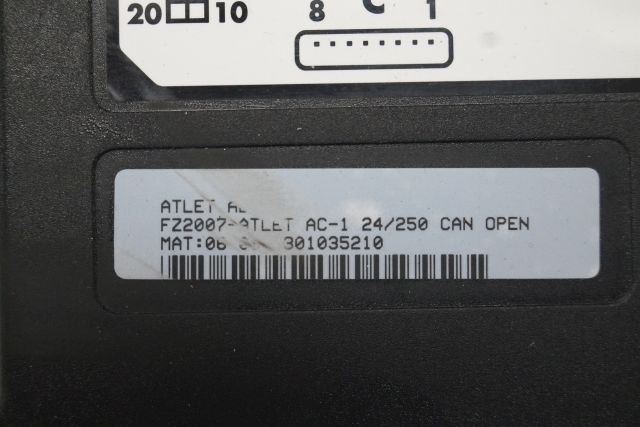 20 10 8 C 1
ATLET
FZ2007-ATLET AC-1 24/250 CAN OPEN
MAT:06 301035210